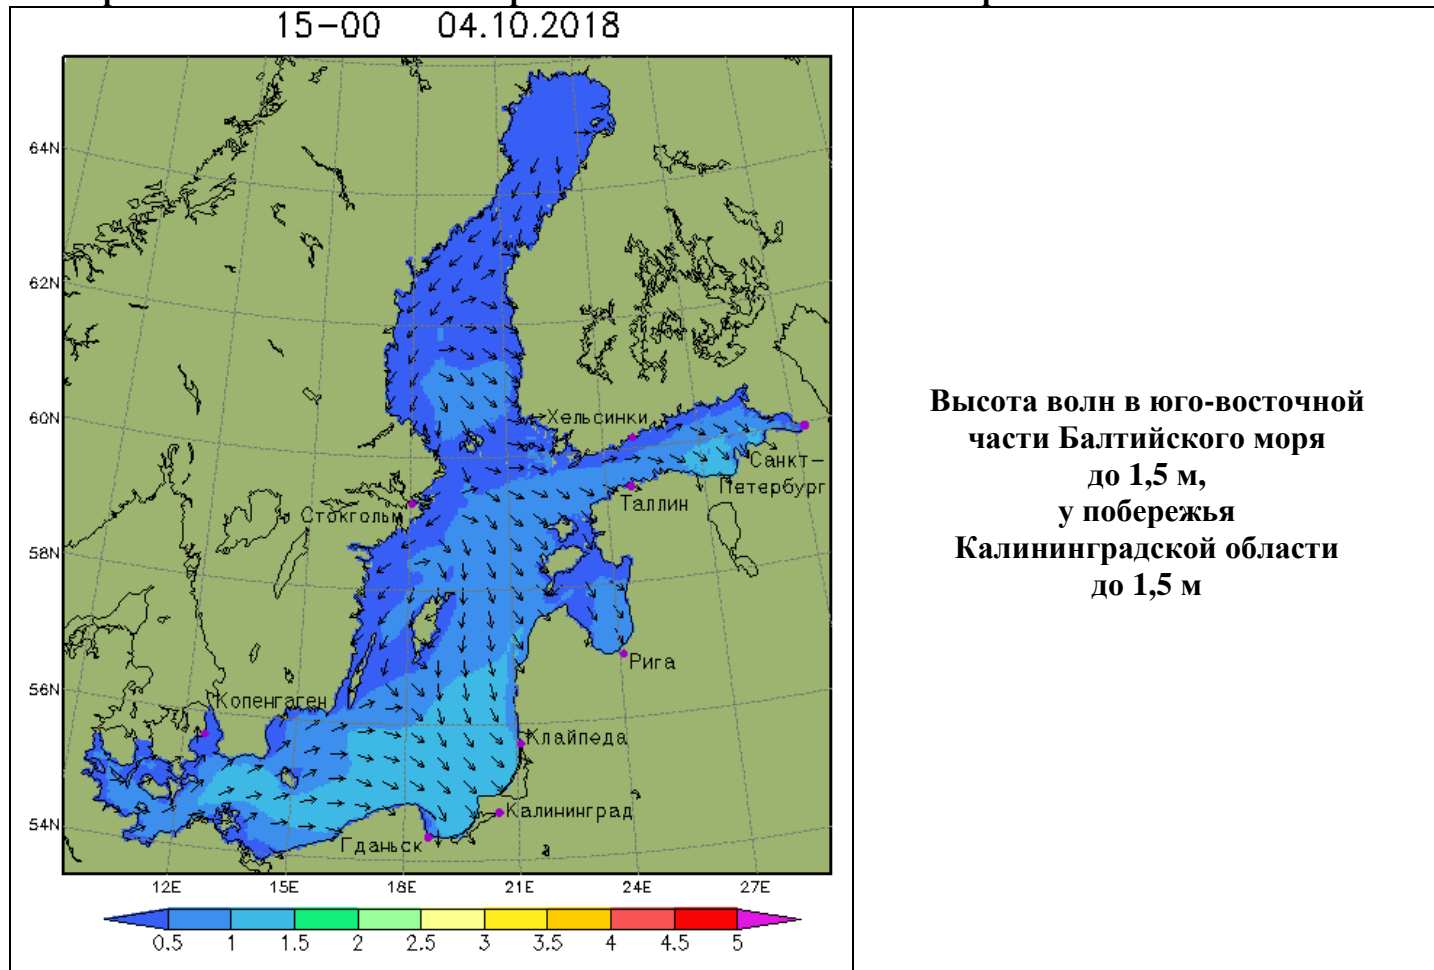 15-00 04.10.2018
64N
62N
60N
58N
56N
54N
Хельсинки
Санкт-
Петербург
Таллин
Стокгольм
Рига
Копенгаген
Клайпеда
Калининград
Гданьск
12E 15E 18E 21E 24E 27E
0.5 1 1.5 2 2.5 3 3.5 4 4.5 5
Высота волн в юго-восточной
части Балтийского моря
до 1,5 м,
у побережья
Калининградской области
до 1,5 м